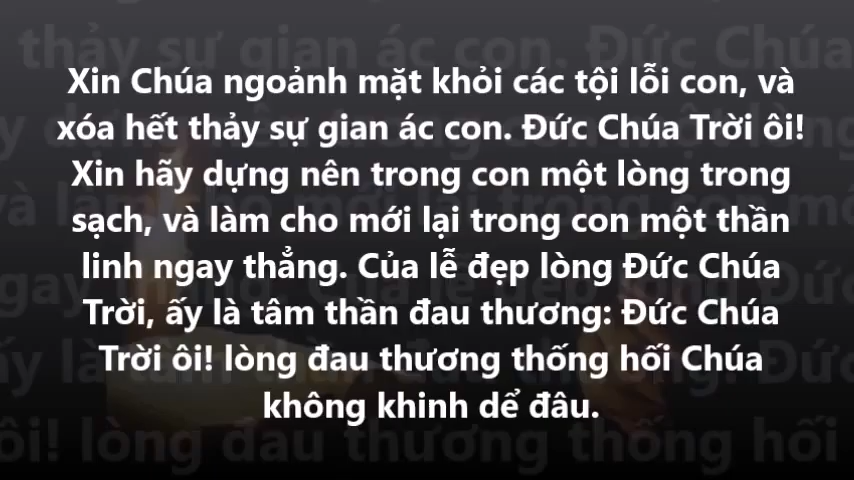 Xin Chúa ngoảnh mặt khỏi các tội lỗi con, và
xóa hết thảy sự gian ác con. Đức Chúa Trời ôi!
Xin hãy dựng nên trong con một lòng trong
sạch, và làm cho mới lại trong con một thần
linh ngay thẳng. Của lễ đẹp lòng Đức Chúa
Trời, ấy là tâm thần đau thương: Đức Chúa
Trời ôi! lòng đau thương thống hối Chúa
không khinh dể đâu.